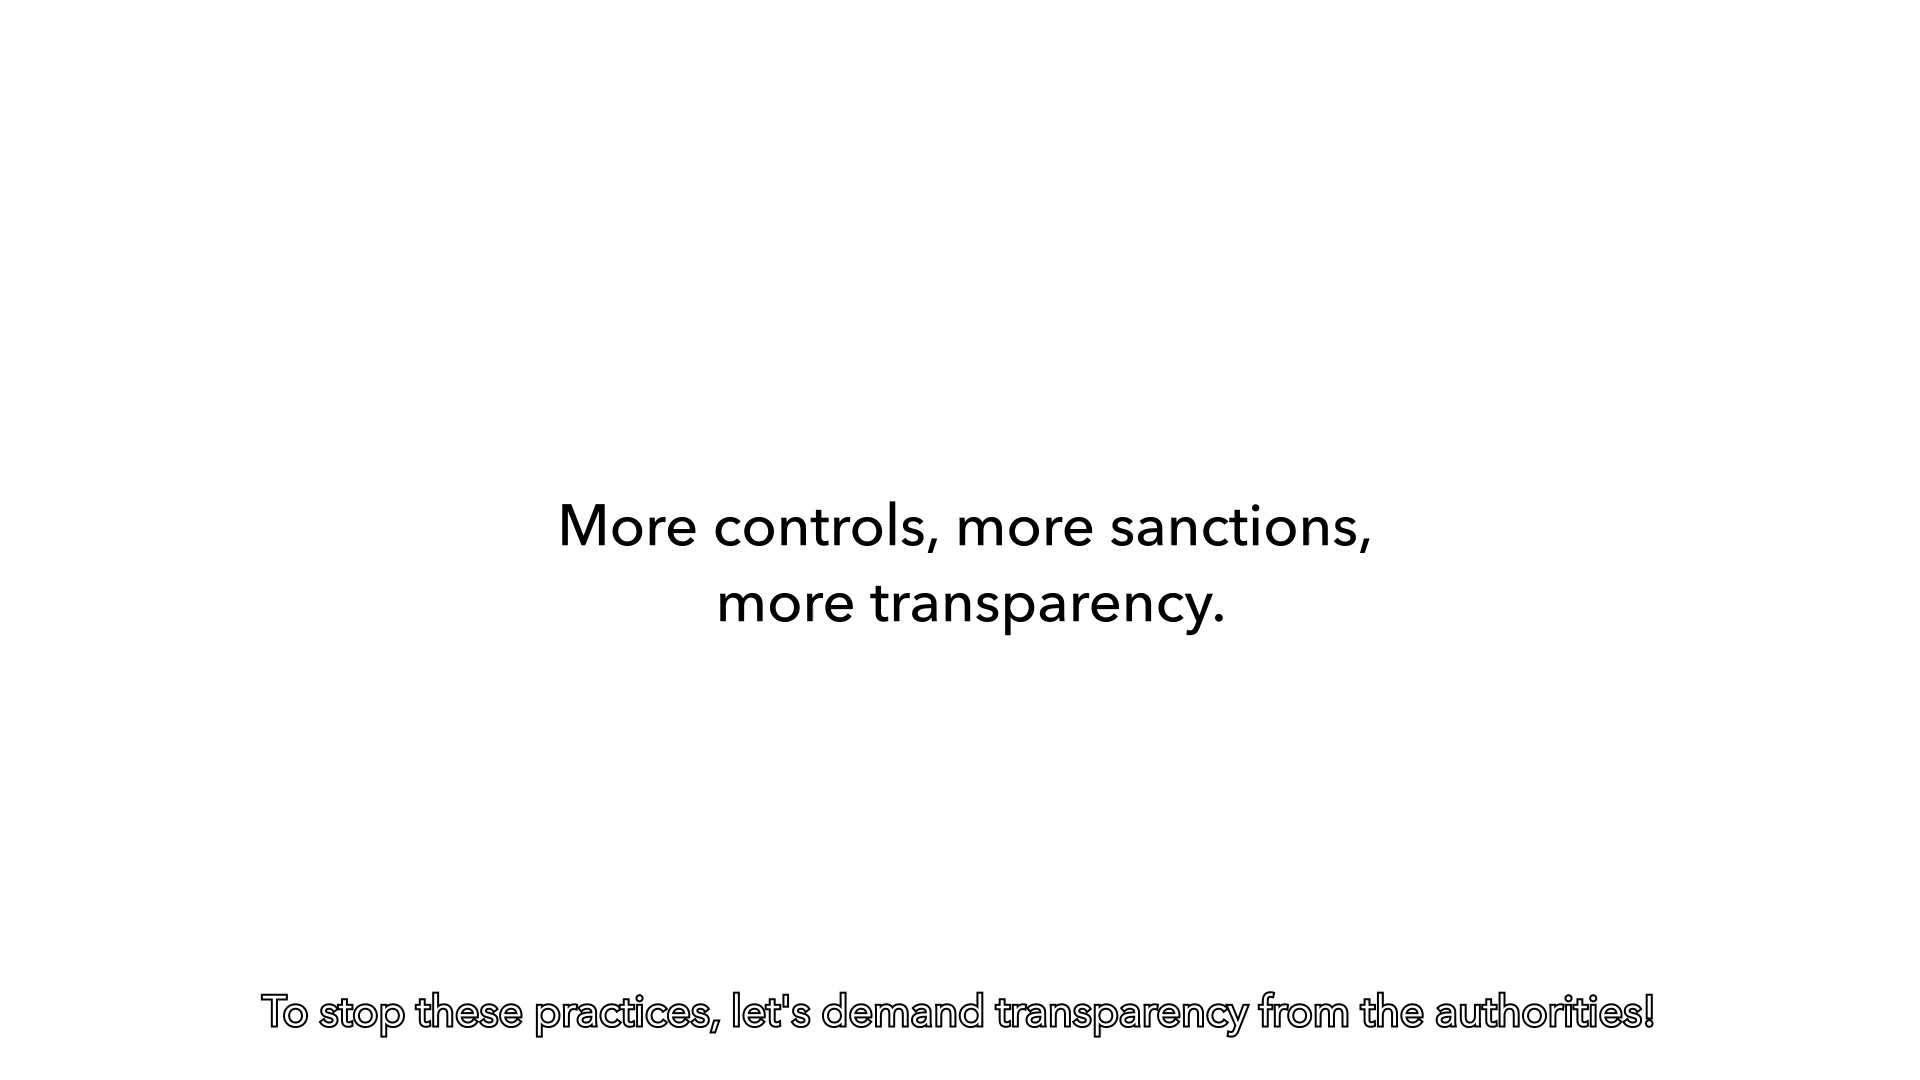 More controls, more sanctions,
more transparency.
To stop these practices, let's demand transparency from the authorities!